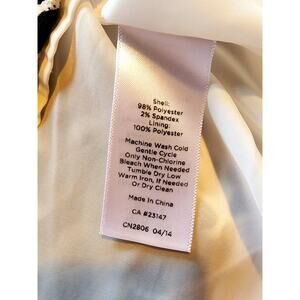 Shell:
98% Polyester
2% Spandex
Lining:
100% Polyester
Machine Wash Cold
Gentle Cycle
Only Non-Chlorine
Bleach When Needed
Tumble Dry Low
Warm Iron, If Needed
Or Dry Clean
Made In China
CA #23147
CN2806 04/14